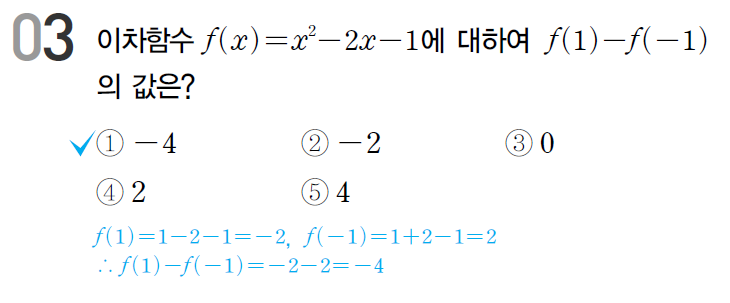 03 이차함수 f(x)=x²-2x-1에 대하여 f(1)-f(-1)
의 값은?
① -4 ② -2 ③ 0
④ 2 ⑤ 4
f(1)=1-2-1=-2, f(-1)=1+2-1=2
∴ f(1)-f(-1)=-2-2=-4